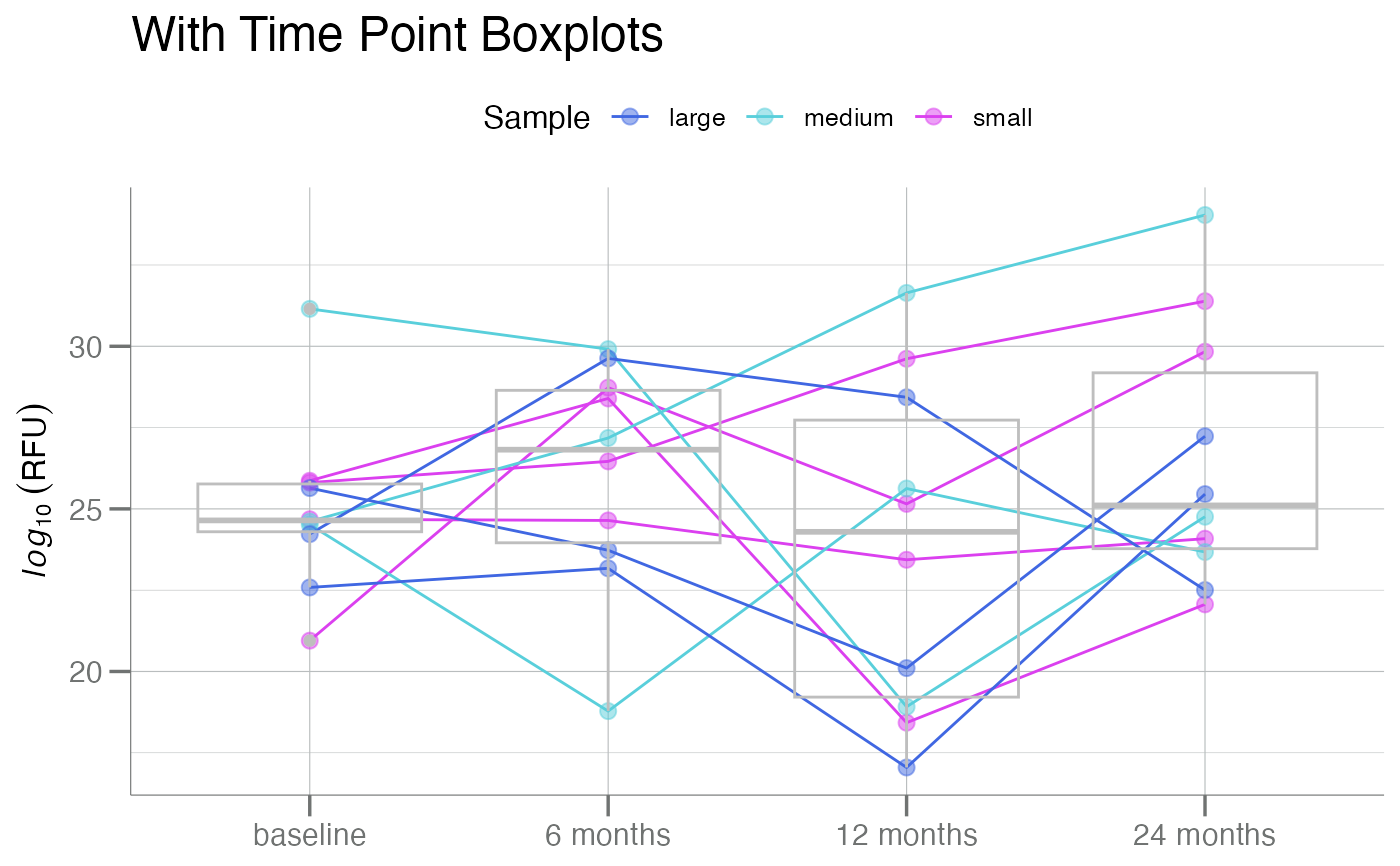 With Time Point Boxplots
Sample large medium small
log10 (RFU)
30
25
20
baseline 6 months 12 months 24 months